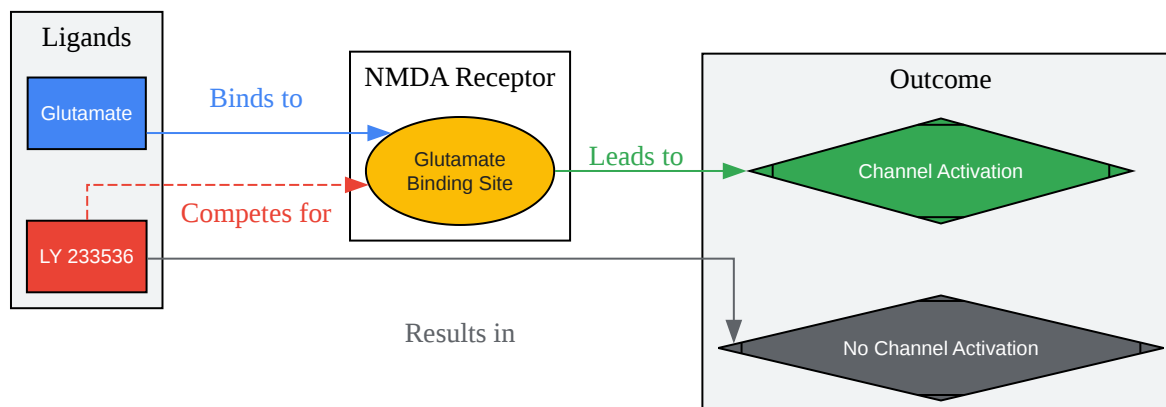 Ligands
Glutamate
LY 233536
Binds to
Competes for
NMDA Receptor
Glutamate
Binding Site
Leads to
Results in
Outcome
Channel Activation
No Channel Activation